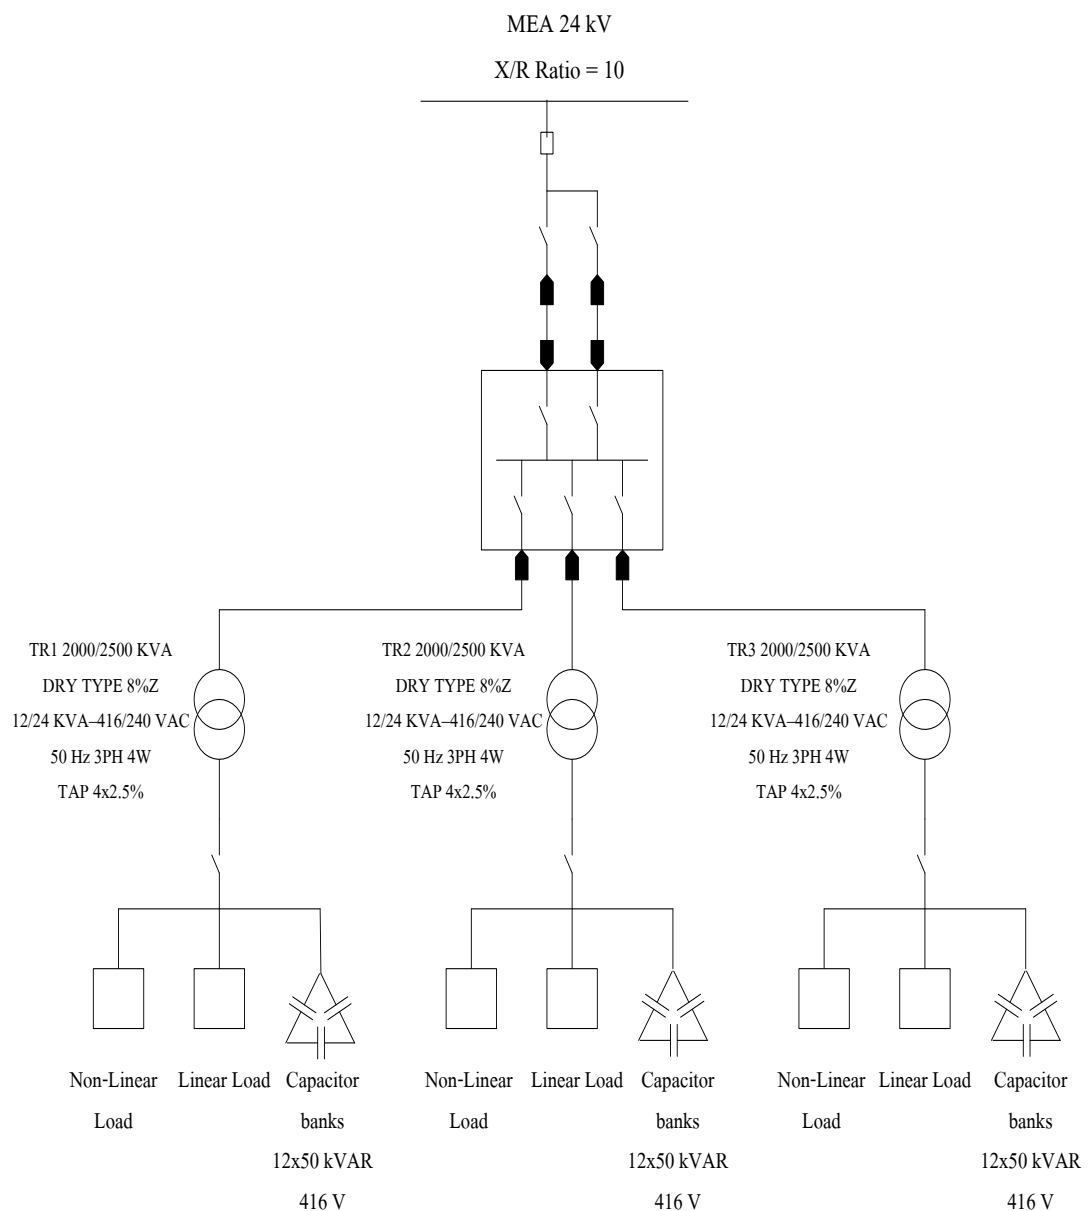 MEA 24 kV
X/R Ratio = 10
TR1 2000/2500 KVA
DRY TYPE 8%Z
12/24 KVA–416/240 VAC
50 Hz 3PH 4W
TAP 4x2.5%
TR2 2000/2500 KVA
DRY TYPE 8%Z
12/24 KVA–416/240 VAC
50 Hz 3PH 4W
TAP 4x2.5%
TR3 2000/2500 KVA
DRY TYPE 8%Z
12/24 KVA–416/240 VAC
50 Hz 3PH 4W
TAP 4x2.5%
Non-Linear
Load
Linear Load
Capacitor
banks
12x50 kVAR
416 V
Non-Linear
Load
Linear Load
Capacitor
banks
12x50 kVAR
416 V
Non-Linear
Load
Linear Load
Capacitor
banks
12x50 kVAR
416 V